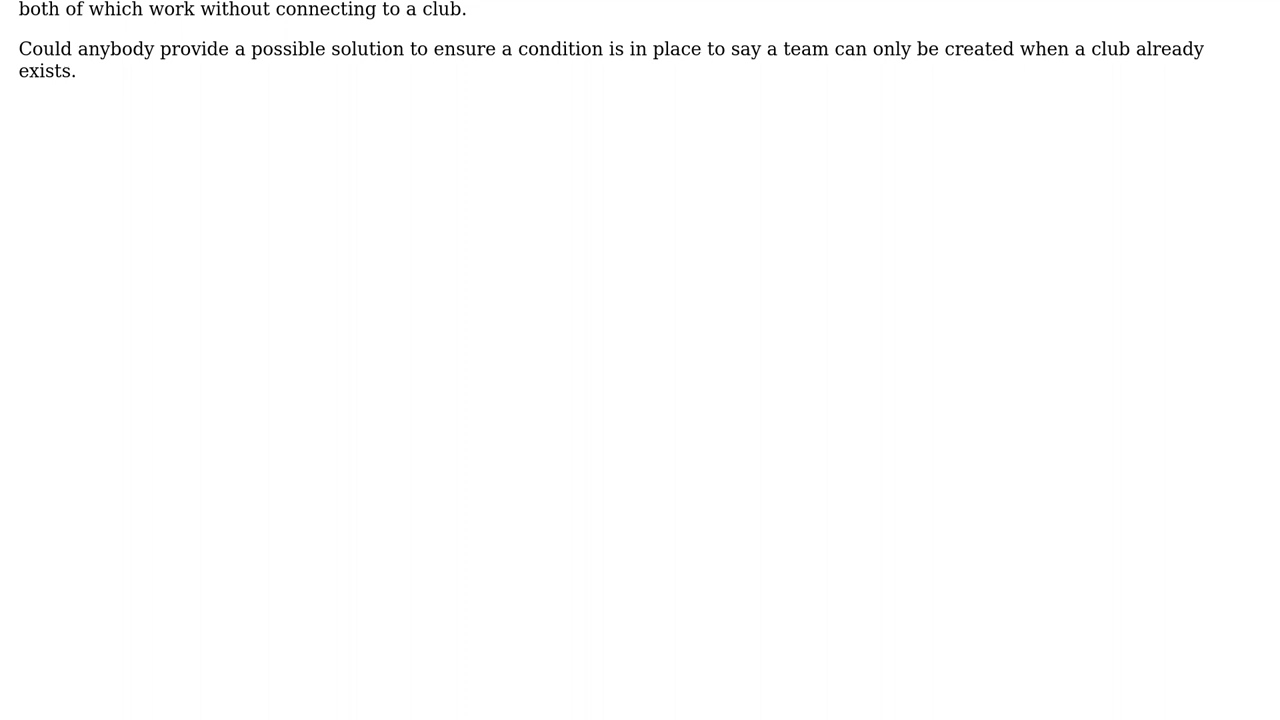 both of which work without connecting to a club.
Could anybody provide a possible solution to ensure a condition is in place to say a team can only be created when a club already
exists.